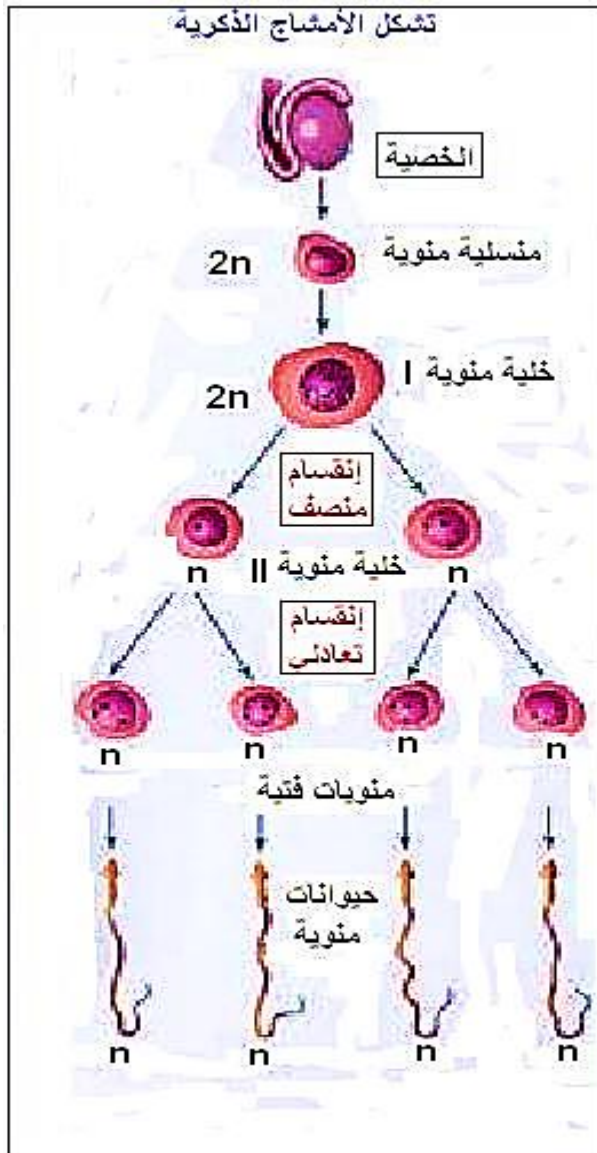 تشكل الأمشاج الذكرية
الخصية
منسلية منوية
2n
خلية منوية I
2n
إنقسام
منصف
n
n
خلية منوية II
إنقسام
تعادلي
n
n
n
n
منويات فتية
حيوانات
منوية
n
n
n
n